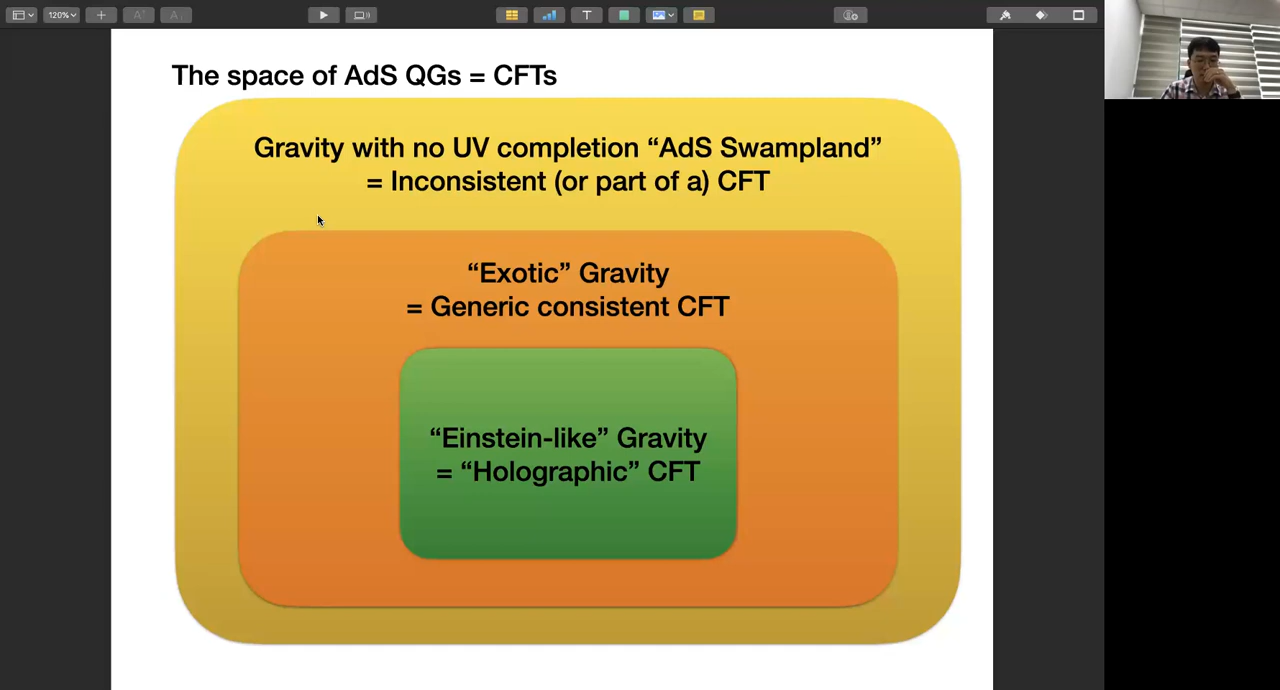 120%
The space of AdS QGs = CFTs
Gravity with no UV completion “AdS Swampland”
= Inconsistent (or part of a) CFT
“Exotic” Gravity
= Generic consistent CFT
“Einstein-like” Gravity
= “Holographic” CFT